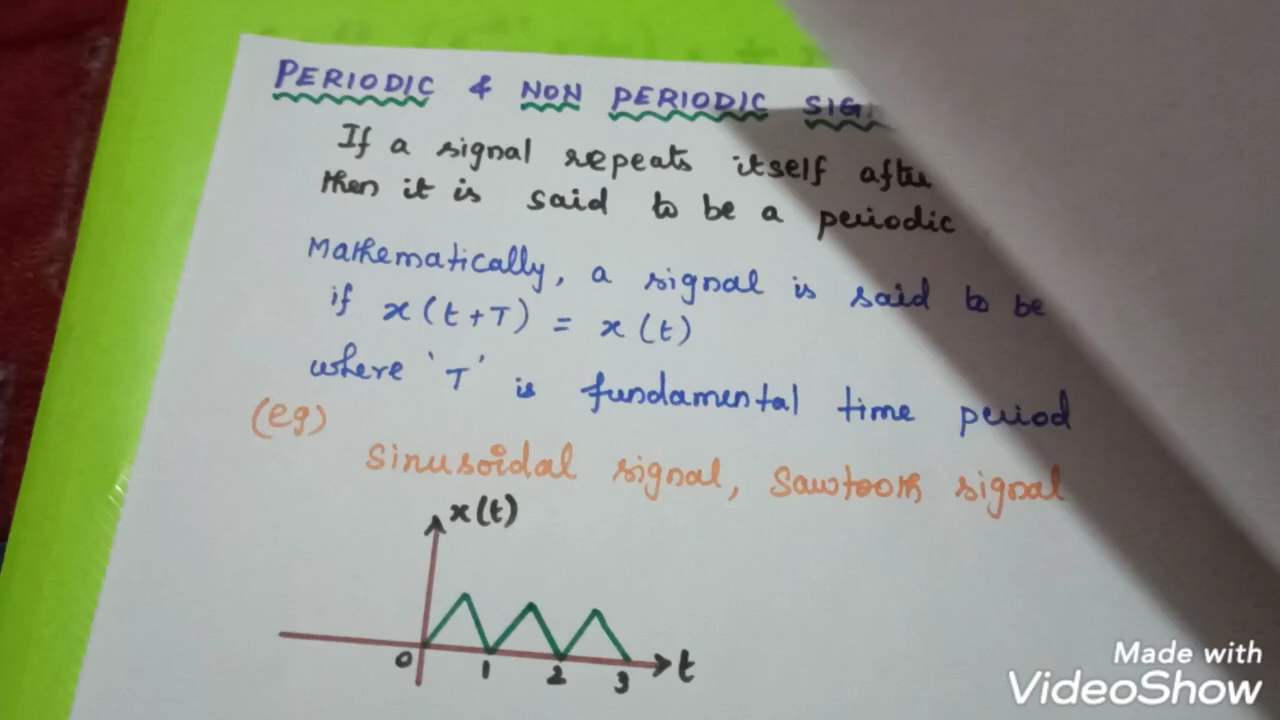 PERIODIC & NON PERIODIC SIG
If a signal repeats itself after
then it is said to be a periodic
Mathematically, a signal is said to be
if x(t+T) = x(t)
where 'T' is fundamental time period
(eg)
Sinusoidal signal, Sawtooth signal
x(t)
0 1 2 3 t
Made with
VideoShow